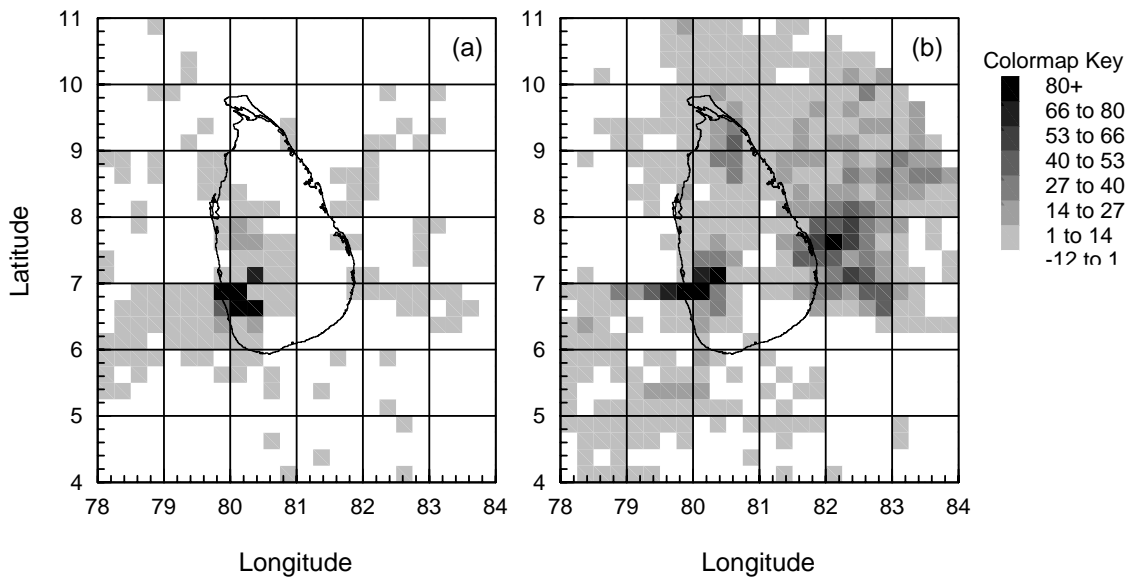 11
10
9
8
7
6
5
4
78 79 80 81 82 83 84
Latitude
Longitude
(a)
11
10
9
8
7
6
5
4
78 79 80 81 82 83 84
Longitude
(b)
Colormap Key
80+
66 to 80
53 to 66
40 to 53
27 to 40
14 to 27
1 to 14
-12 to 1